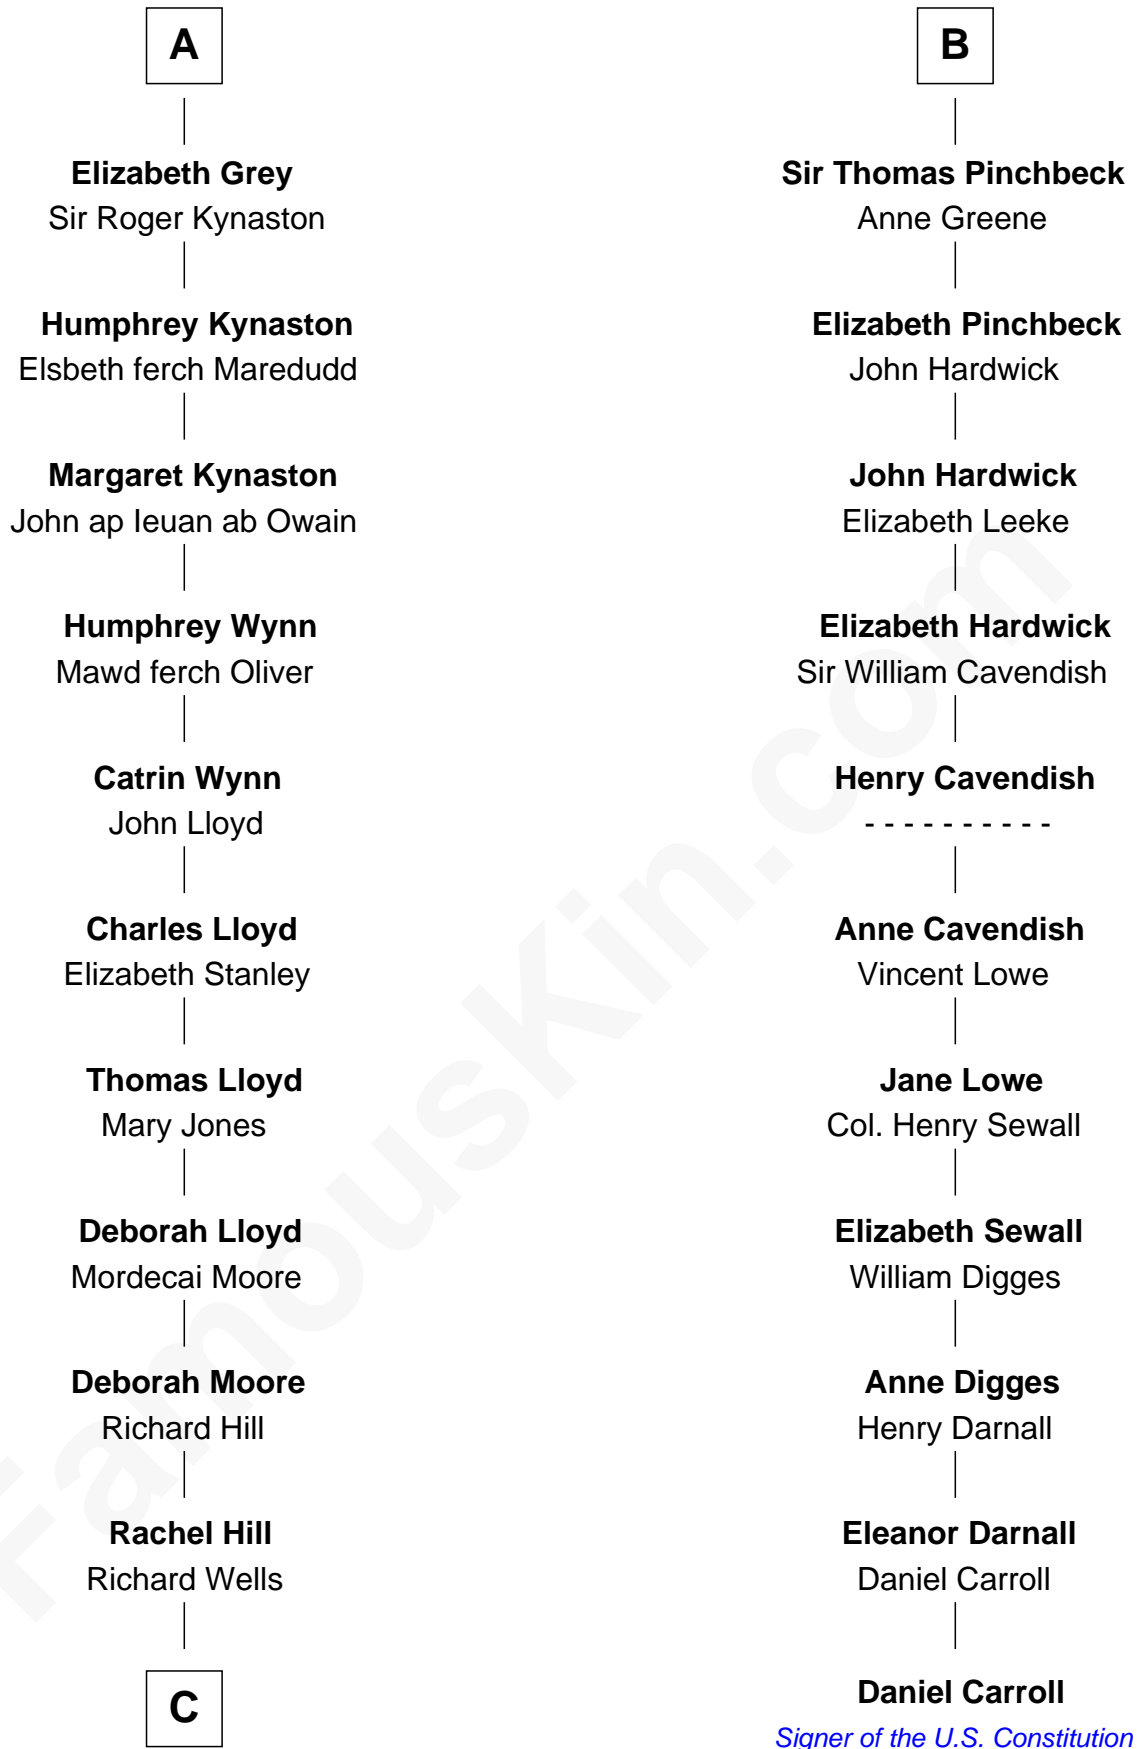 A
Elizabeth Grey
Sir Roger Kynaston
Humphrey Kynaston
Elsbeth ferch Maredudd
Margaret Kynaston
John ap Ieuan ab Owain
Humphrey Wynn
Mawd ferch Oliver
Catrin Wynn
John Lloyd
Charles Lloyd
Elizabeth Stanley
Thomas Lloyd
Mary Jones
Deborah Lloyd
Mordecai Moore
Deborah Moore
Richard Hill
Rachel Hill
Richard Wells
C
B
Sir Thomas Pinchbeck
Anne Greene
Elizabeth Pinchbeck
John Hardwick
John Hardwick
Elizabeth Leeke
Elizabeth Hardwick
Sir William Cavendish
Henry Cavendish
- - - - - - - - - -
Anne Cavendish
Vincent Lowe
Jane Lowe
Col. Henry Sewall
Elizabeth Sewall
William Digges
Anne Digges
Henry Darnall
Eleanor Darnall
Daniel Carroll
Daniel Carroll
Signer of the U.S. Constitution
FamousKin.com